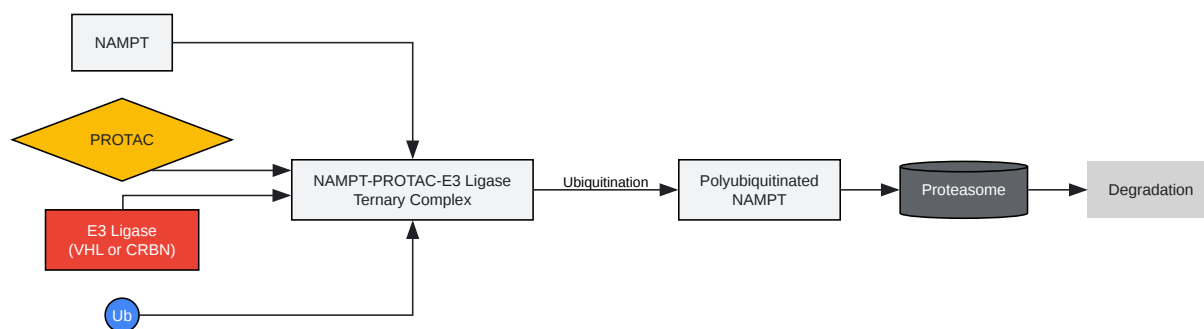 NAMPT
PROTAC
E3 Ligase
(VHL or CRBN)
Ub
NAMPT-PROTAC-E3 Ligase
Ternary Complex
Ubiquitination
Polyubiquitinated
NAMPT
Proteasome
Degradation